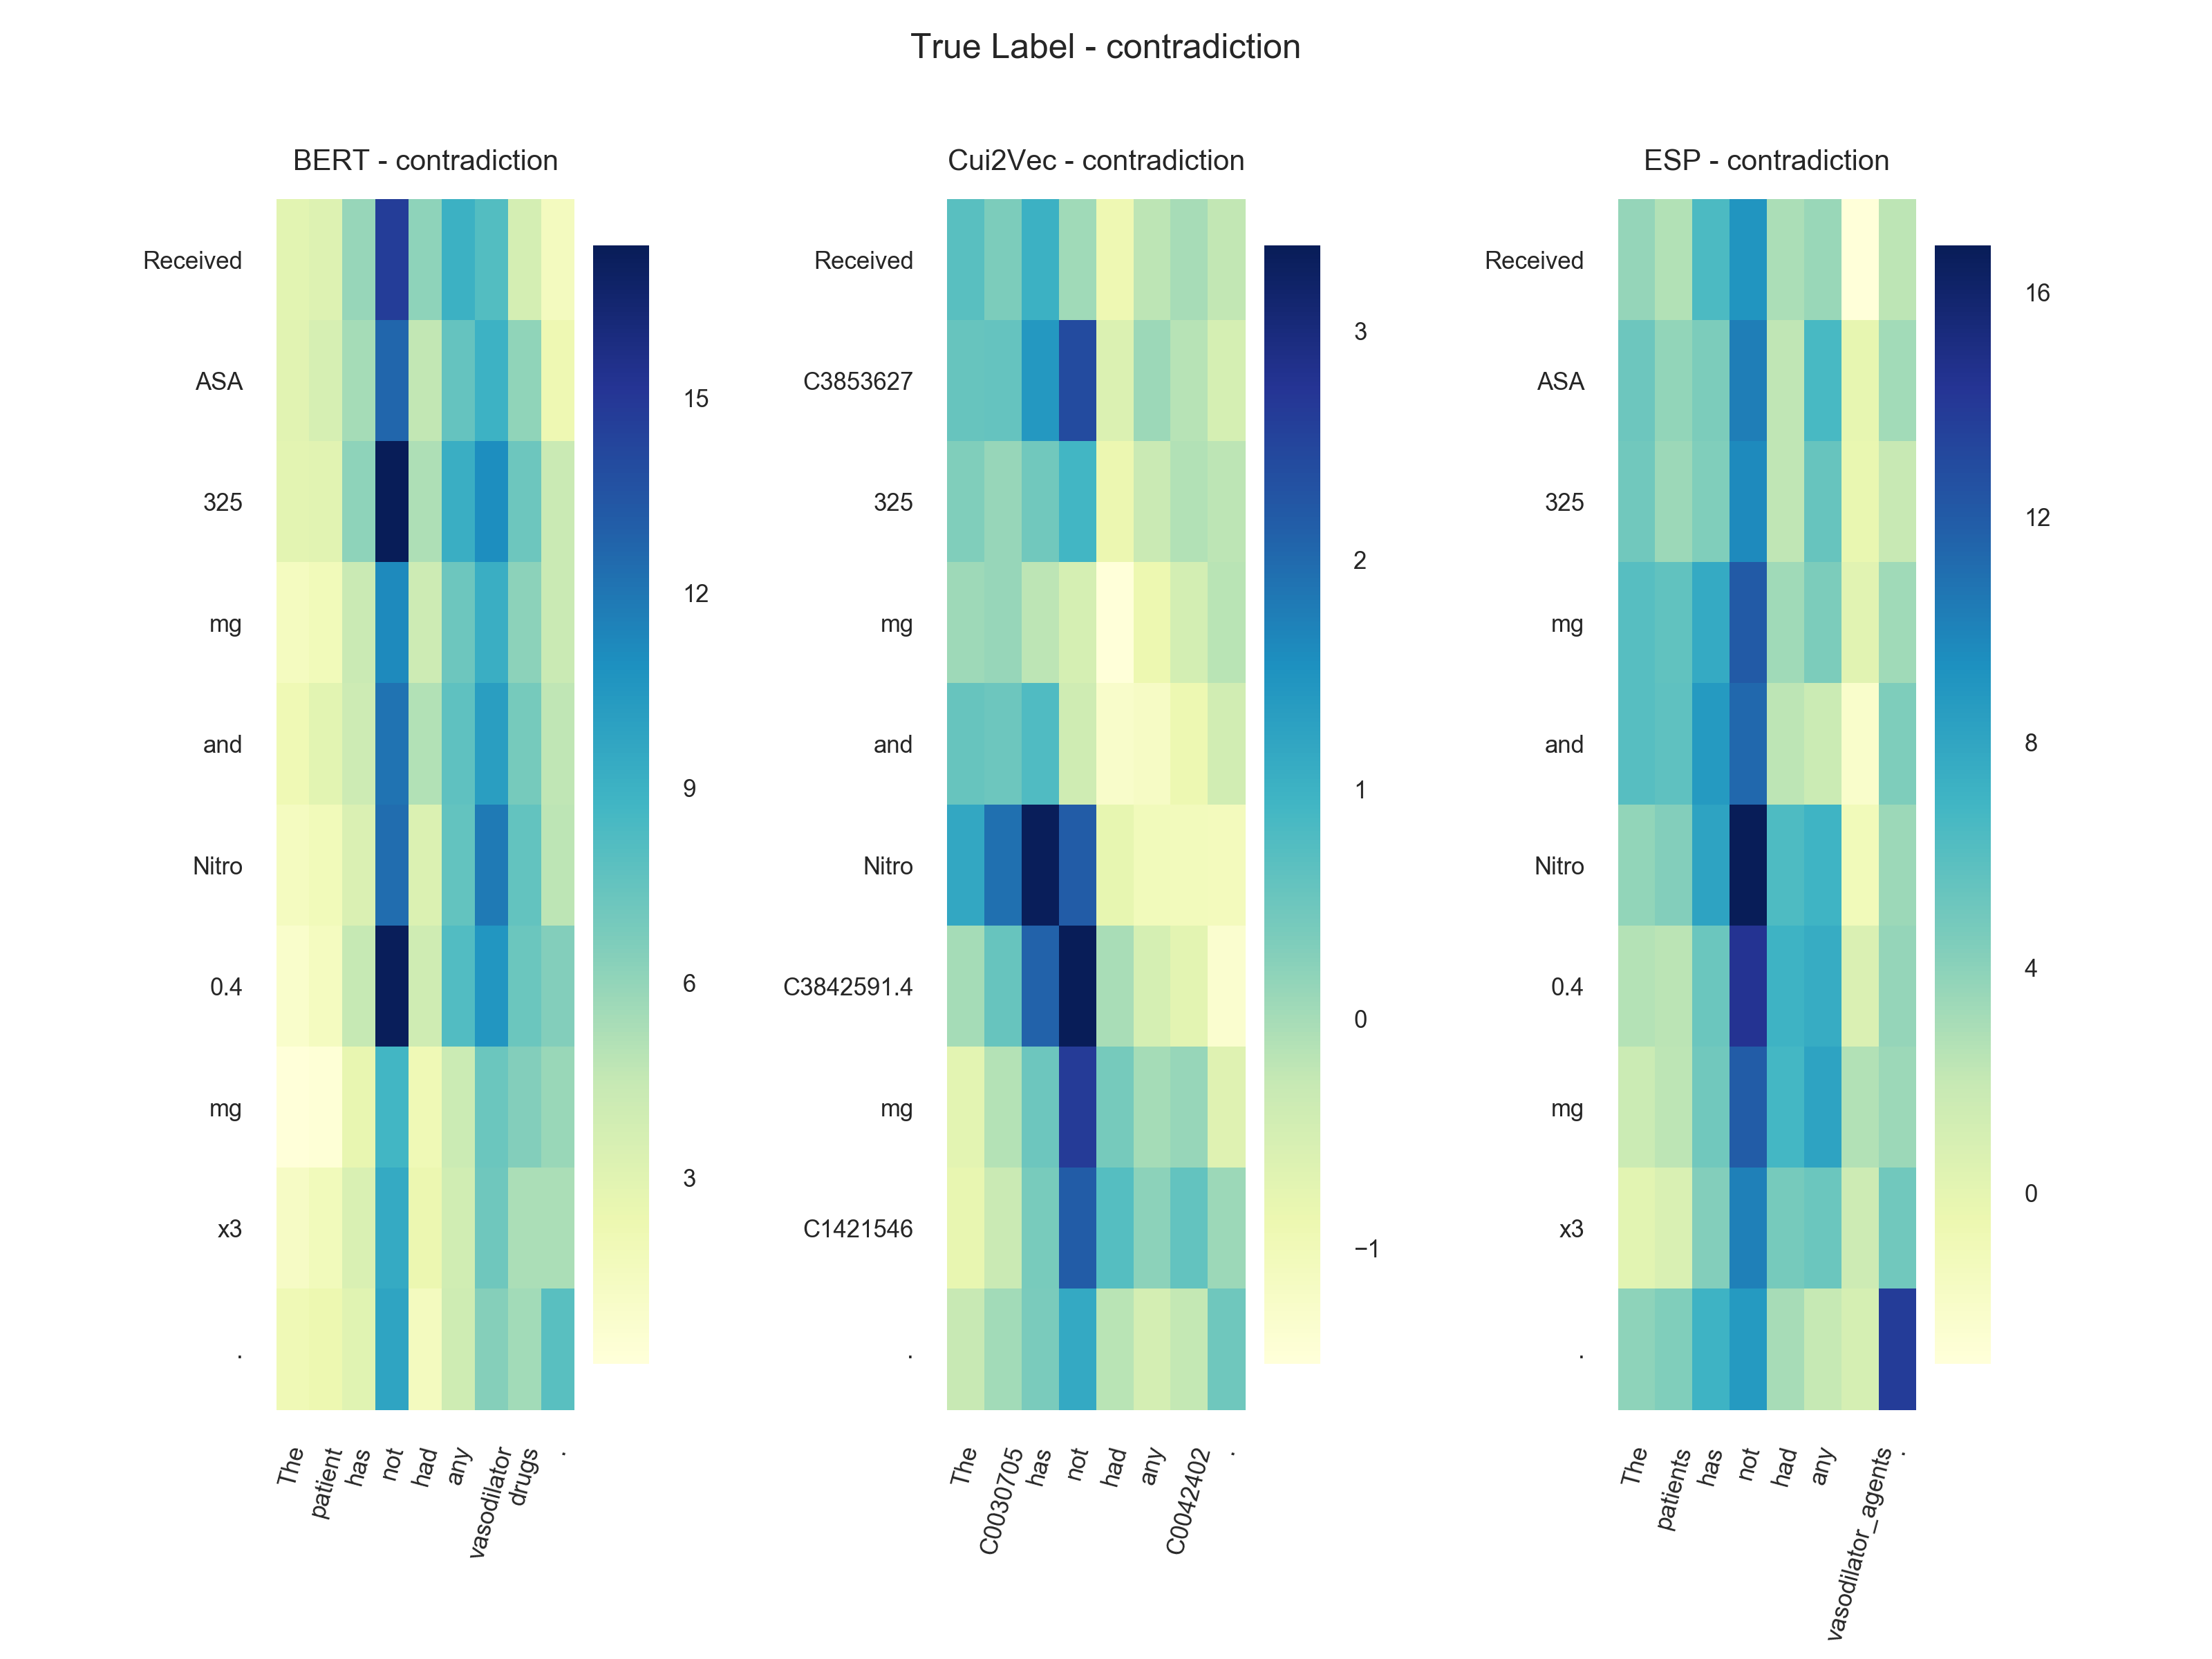 True Label - contradiction
BERT - contradiction
Received
ASA
325
mg
and
Nitro
0.4
mg
x3
.
The
patient
has
not
had
any
vasodilator
drugs
.
15
12
9
6
3
Cui2Vec - contradiction
Received
C3853627
325
mg
and
Nitro
C3842591.4
mg
C1421546
.
The
C0030705
has
not
had
any
C0042402
.
3
2
1
0
−1
ESP - contradiction
Received
ASA
325
mg
and
Nitro
0.4
mg
x3
.
The
patients
has
not
had
any
vasodilator_agents
.
16
12
8
4
0